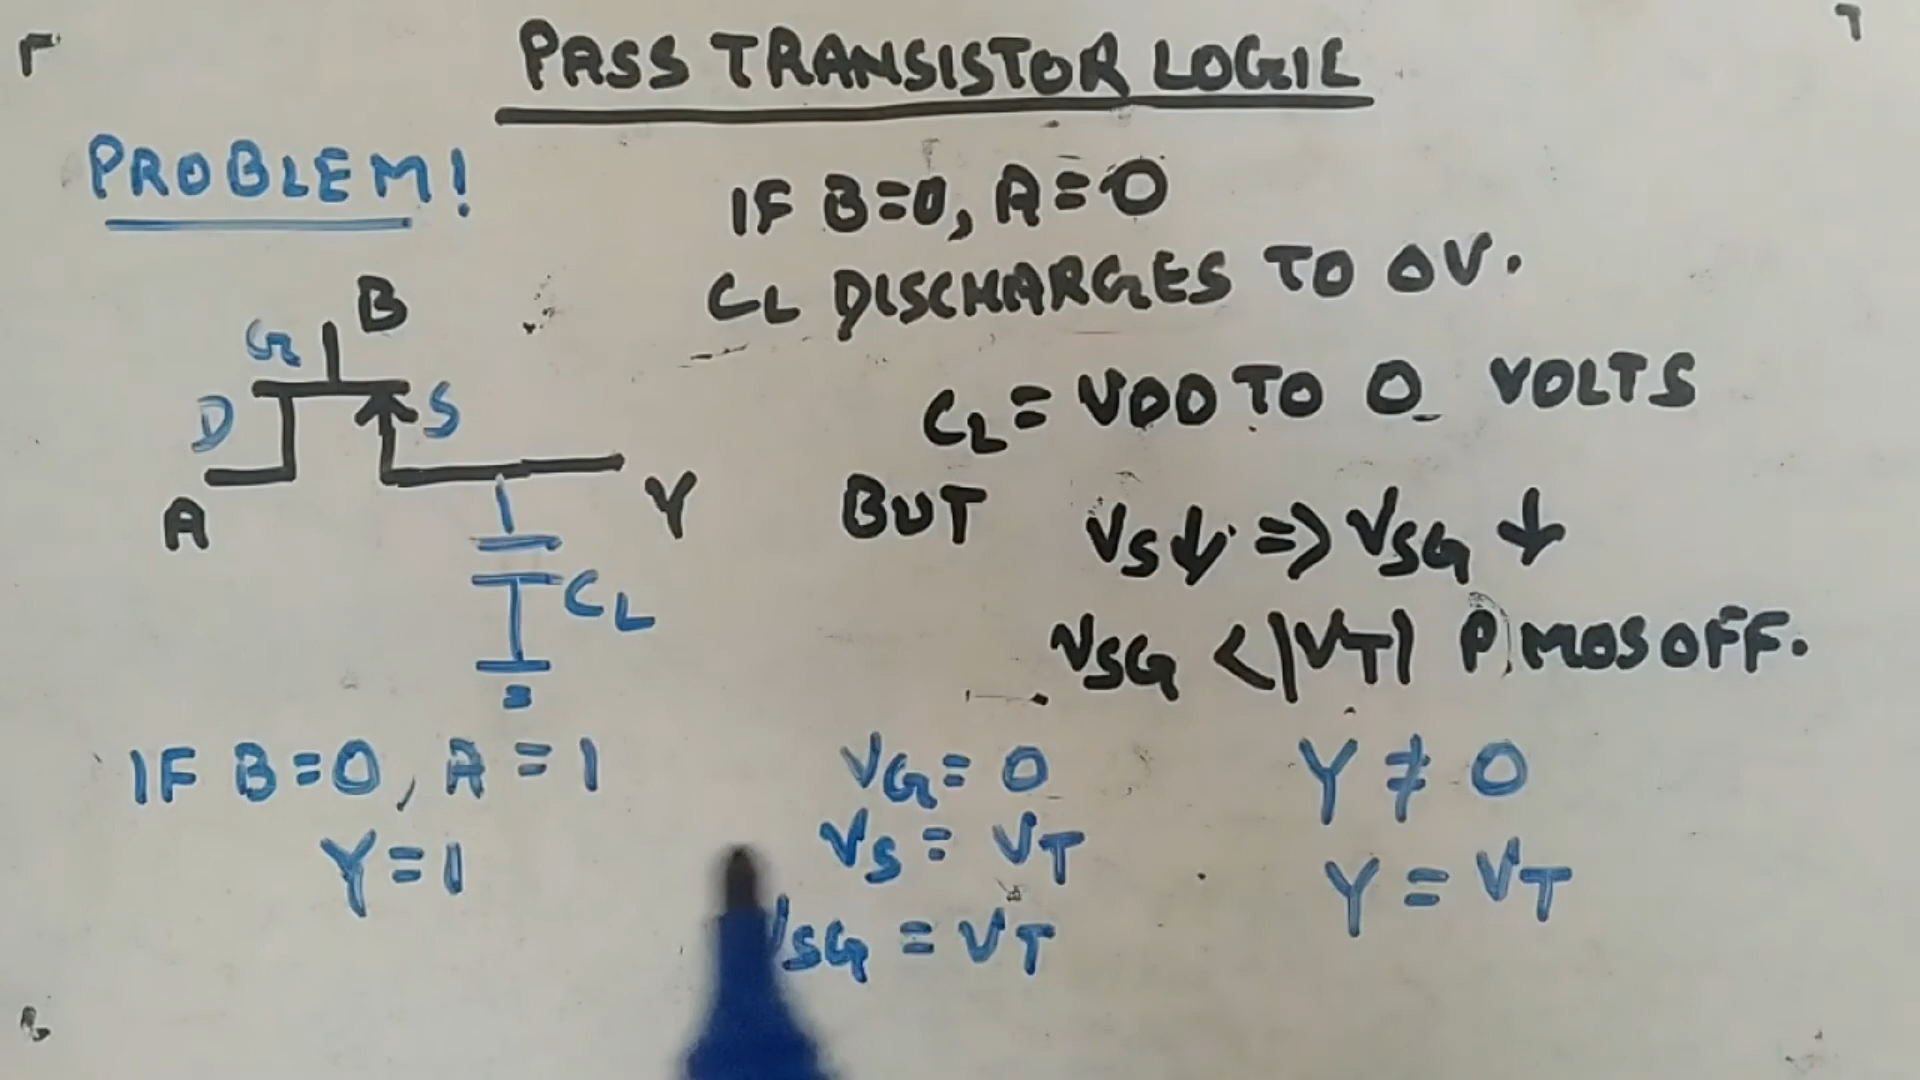 PASS TRANSISTOR LOGIC
PROBLEM!
IF B=0, A=0
CL DISCHARGES TO 0V.
CL = VDD TO 0 VOLTS
BUT VS↓ => VSG ↓
VSG <|VT| P MOS OFF.
B
G
D
S
A
Y
CL
IF B=0, A=1
Y=1
VG=0
VS = VT
VSG = VT
Y ≠ 0
Y = VT